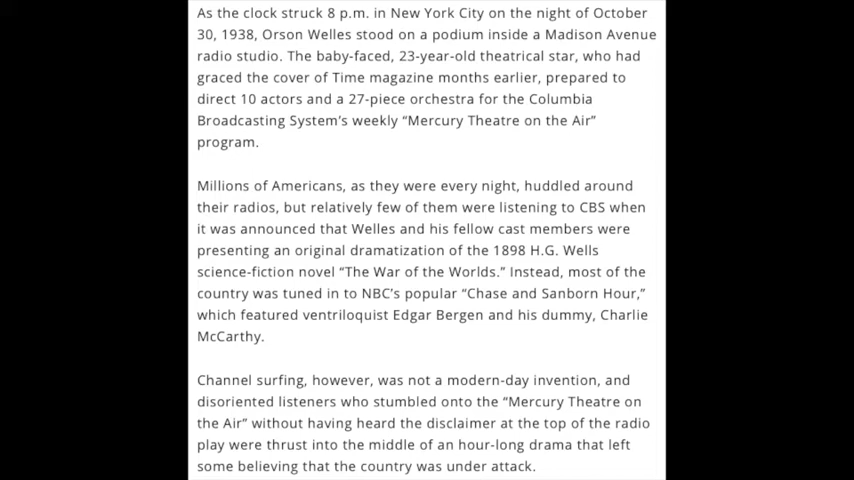 As the clock struck 8 p.m. in New York City on the night of October
30, 1938, Orson Welles stood on a podium inside a Madison Avenue
radio studio. The baby-faced, 23-year-old theatrical star, who had
graced the cover of Time magazine months earlier, prepared to
direct 10 actors and a 27-piece orchestra for the Columbia
Broadcasting System’s weekly “Mercury Theatre on the Air”
program.
Millions of Americans, as they were every night, huddled around
their radios, but relatively few of them were listening to CBS when
it was announced that Welles and his fellow cast members were
presenting an original dramatization of the 1898 H.G. Wells
science-fiction novel “The War of the Worlds.” Instead, most of the
country was tuned in to NBC’s popular “Chase and Sanborn Hour,”
which featured ventriloquist Edgar Bergen and his dummy, Charlie
McCarthy.
Channel surfing, however, was not a modern-day invention, and
disoriented listeners who stumbled onto the “Mercury Theatre on
the Air” without having heard the disclaimer at the top of the radio
play were thrust into the middle of an hour-long drama that left
some believing that the country was under attack.